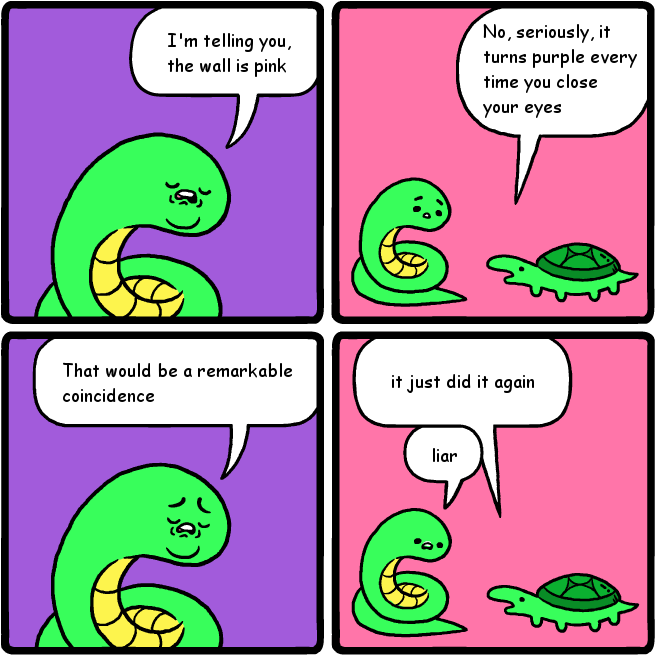 I'm telling you,
the wall is pink
No, seriously, it
turns purple every
time you close
your eyes
That would be a remarkable
coincidence
it just did it again
liar